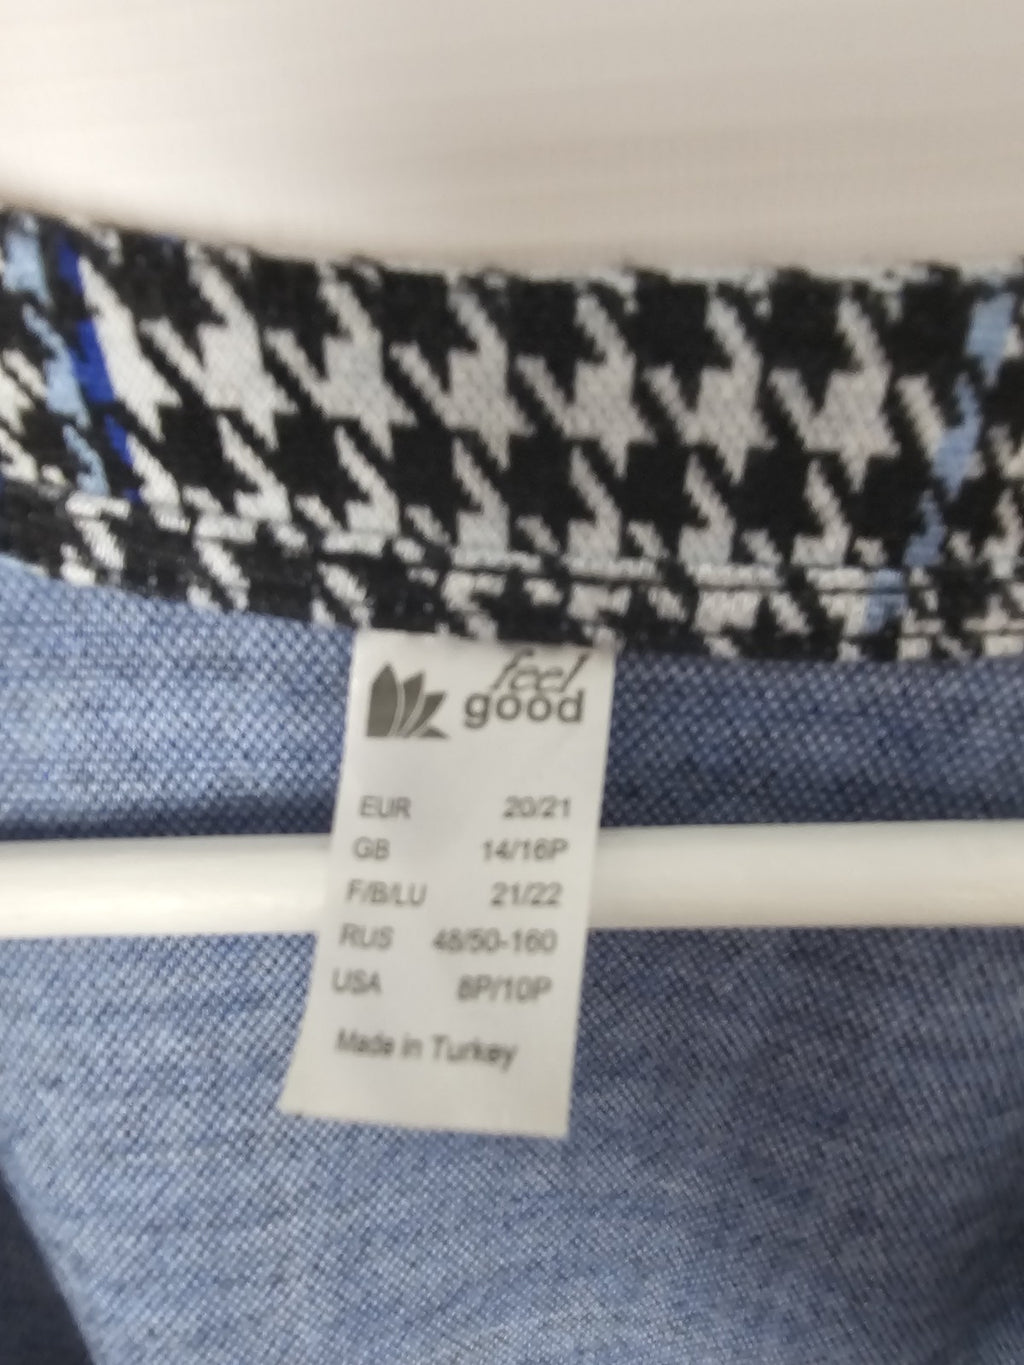 feel
good
EUR 20/21
GB 14/16P
F/B/LU 21/22
RUS 48/50-160
USA 8P/10P
Made in Turkey